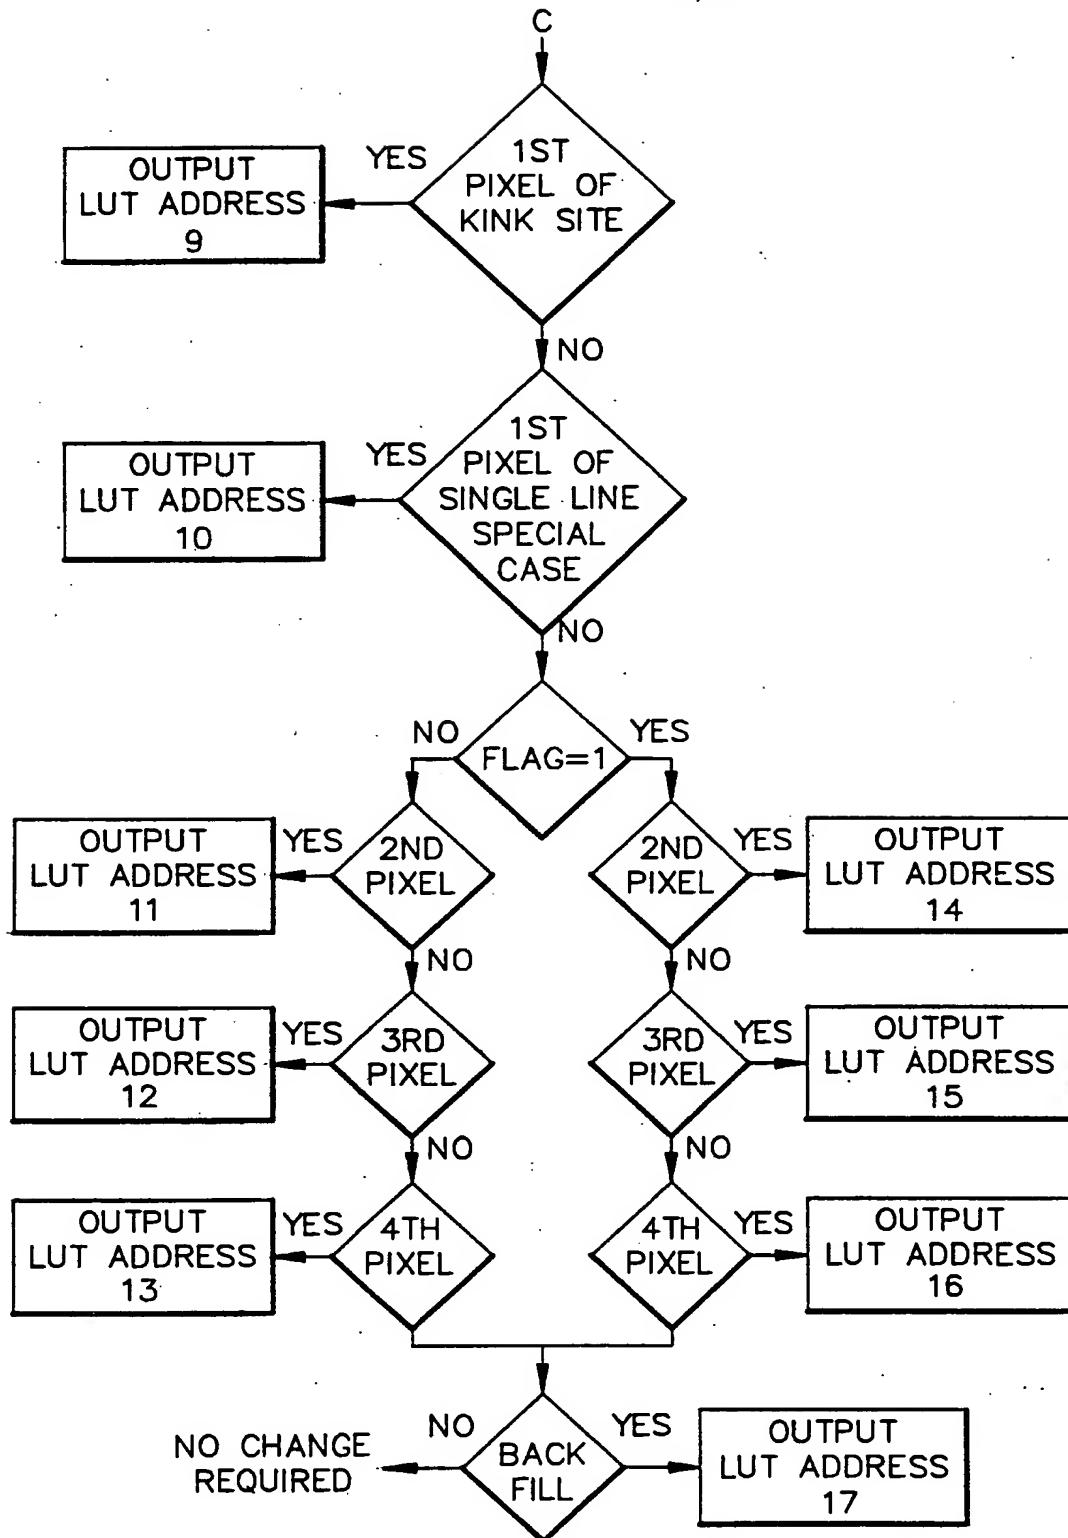 C
1ST
PIXEL OF
KINK SITE
YES
OUTPUT
LUT ADDRESS
9
NO
1ST
PIXEL OF
SINGLE LINE
SPECIAL
CASE
YES
OUTPUT
LUT ADDRESS
10
NO
FLAG=1
NO
YES
2ND
PIXEL
YES
OUTPUT
LUT ADDRESS
11
2ND
PIXEL
YES
OUTPUT
LUT ADDRESS
14
NO
NO
3RD
PIXEL
YES
OUTPUT
LUT ADDRESS
12
3RD
PIXEL
YES
OUTPUT
LUT ADDRESS
15
NO
NO
4TH
PIXEL
YES
OUTPUT
LUT ADDRESS
13
4TH
PIXEL
YES
OUTPUT
LUT ADDRESS
16
BACK
FILL
NO
NO CHANGE
REQUIRED
YES
OUTPUT
LUT ADDRESS
17